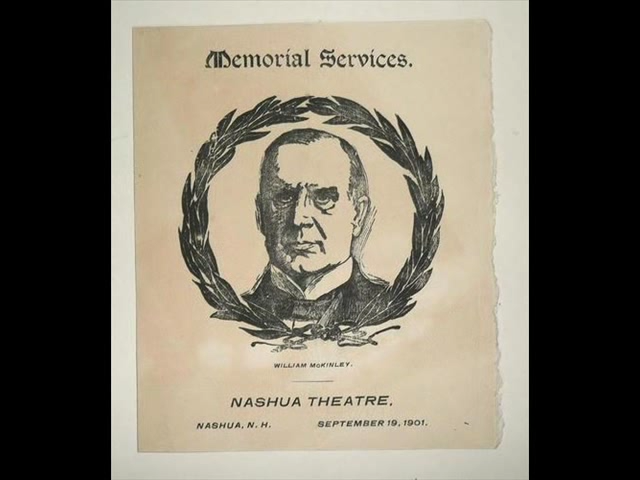 Memorial Services.
WILLIAM McKINLEY.
NASHUA THEATRE,
NASHUA, N. H. SEPTEMBER 19, 1901.